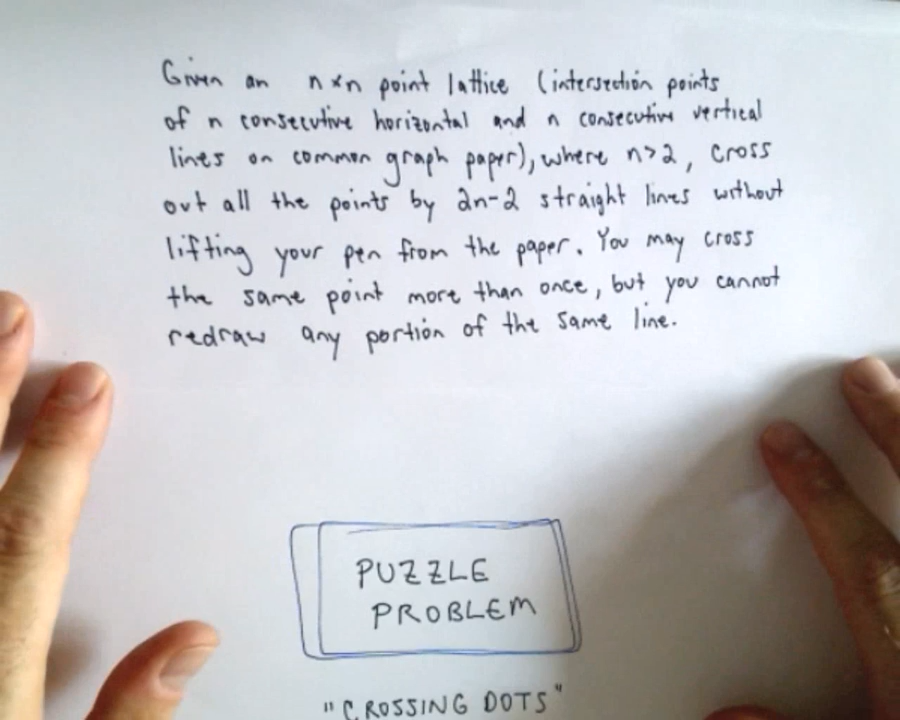 Given an n×n point lattice (intersection points
of n consecutive horizontal and n consecutive vertical
lines on common graph paper), where n>2, cross
out all the points by 2n-2 straight lines without
lifting your pen from the paper. You may cross
the same point more than once, but you cannot
redraw any portion of the same line.
PUZZLE
PROBLEM
"CROSSING DOTS"